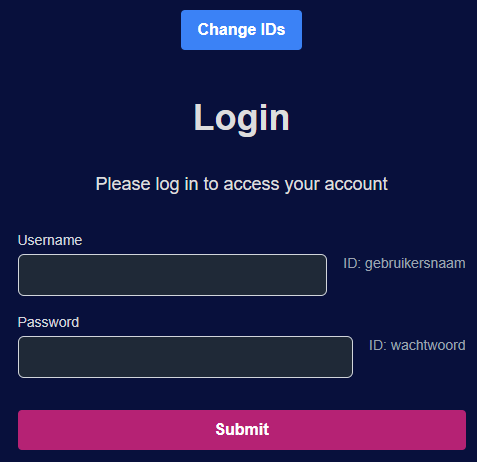 Change IDs
Login
Please log in to access your account
Username
ID: gebruikersnaam
Password
ID: wachtwoord
Submit